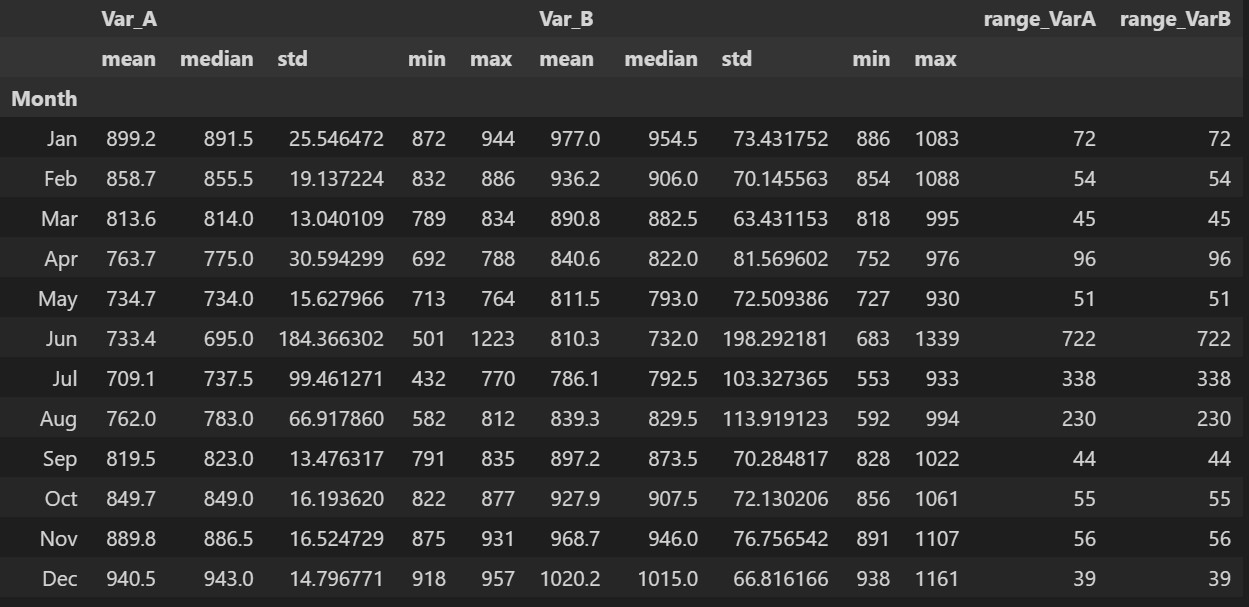 Var_A Var_B range_VarA range_VarB
mean median std min max mean median std min max
Month
Jan 899.2 891.5 25.546472 872 944 977.0 954.5 73.431752 886 1083 72 72
Feb 858.7 855.5 19.137224 832 886 936.2 906.0 70.145563 854 1088 54 54
Mar 813.6 814.0 13.040109 789 834 890.8 882.5 63.431153 818 995 45 45
Apr 763.7 775.0 30.594299 692 788 840.6 822.0 81.569602 752 976 96 96
May 734.7 734.0 15.627966 713 764 811.5 793.0 72.509386 727 930 51 51
Jun 733.4 695.0 184.366302 501 1223 810.3 732.0 198.292181 683 1339 722 722
Jul 709.1 737.5 99.461271 432 770 786.1 792.5 103.327365 553 933 338 338
Aug 762.0 783.0 66.917860 582 812 839.3 829.5 113.919123 592 994 230 230
Sep 819.5 823.0 13.476317 791 835 897.2 873.5 70.284817 828 1022 44 44
Oct 849.7 849.0 16.193620 822 877 927.9 907.5 72.130206 856 1061 55 55
Nov 889.8 886.5 16.524729 875 931 968.7 946.0 76.756542 891 1107 56 56
Dec 940.5 943.0 14.796771 918 957 1020.2 1015.0 66.816166 938 1161 39 39